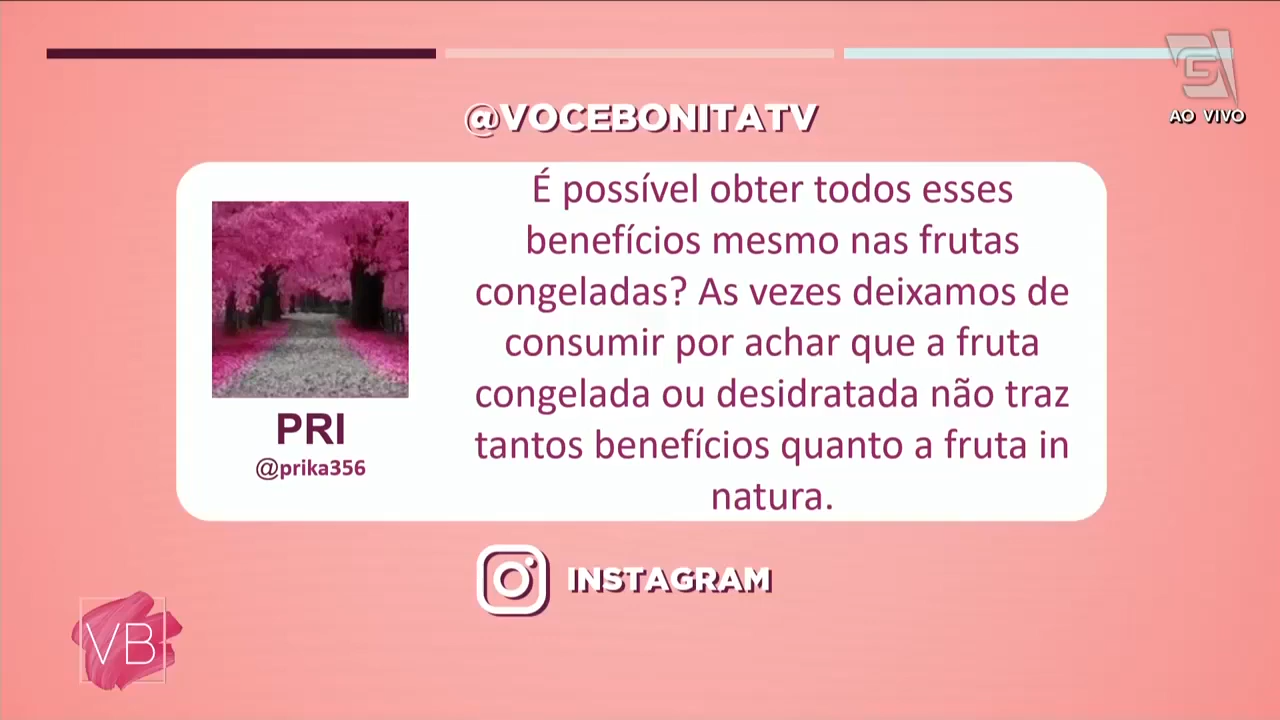 @VOCEBONITATV
AO VIVO
É possível obter todos esses
benefícios mesmo nas frutas
congeladas? As vezes deixamos de
consumir por achar que a fruta
congelada ou desidratada não traz
tantos benefícios quanto a fruta in
natura.
PRI
@prika356
INSTAGRAM
VB